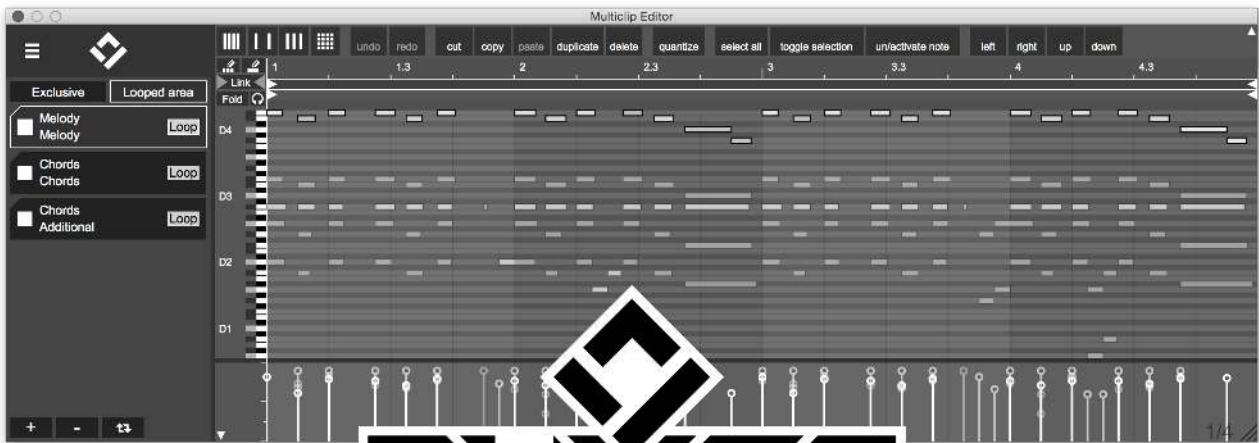 Multiclip Editor
undo redo cut copy paste duplicate delete quantize select all toggle selection un/activate note left right up down
1 1.3 2 2.3 3 3.3 4 4.3
Link
Fold
Exclusive Looped area
Melody
Melody
Loop
Chords
Chords
Loop
Chords
Additional
Loop
D4
D3
D2
D1
+ -
1/4